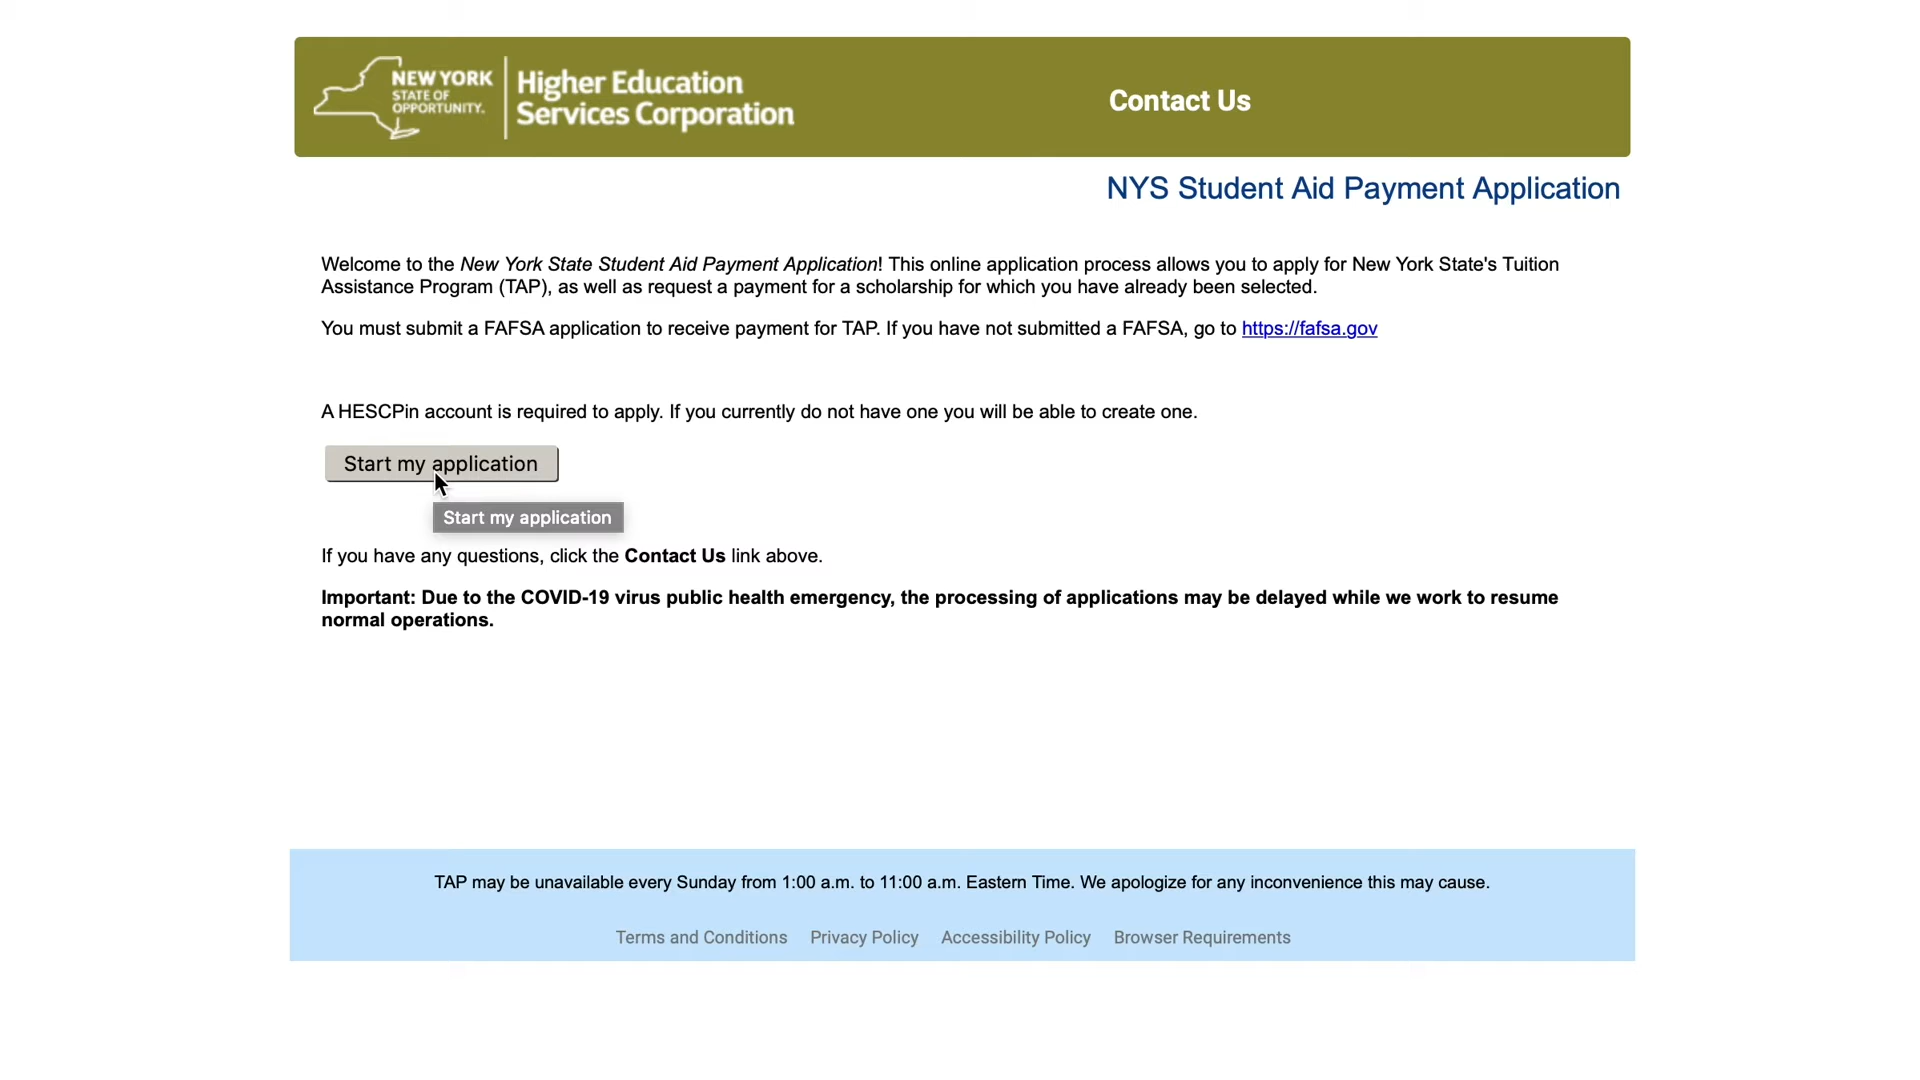 NEW YORK
STATE OF
OPPORTUNITY.
Higher Education
Services Corporation
Contact Us
NYS Student Aid Payment Application
Welcome to the New York State Student Aid Payment Application! This online application process allows you to apply for New York State's Tuition
Assistance Program (TAP), as well as request a payment for a scholarship for which you have already been selected.
You must submit a FAFSA application to receive payment for TAP. If you have not submitted a FAFSA, go to https://fafsa.gov
A HESCPin account is required to apply. If you currently do not have one you will be able to create one.
Start my application
Start my application
If you have any questions, click the Contact Us link above.
Important: Due to the COVID-19 virus public health emergency, the processing of applications may be delayed while we work to resume
normal operations.
TAP may be unavailable every Sunday from 1:00 a.m. to 11:00 a.m. Eastern Time. We apologize for any inconvenience this may cause.
Terms and Conditions Privacy Policy Accessibility Policy Browser Requirements